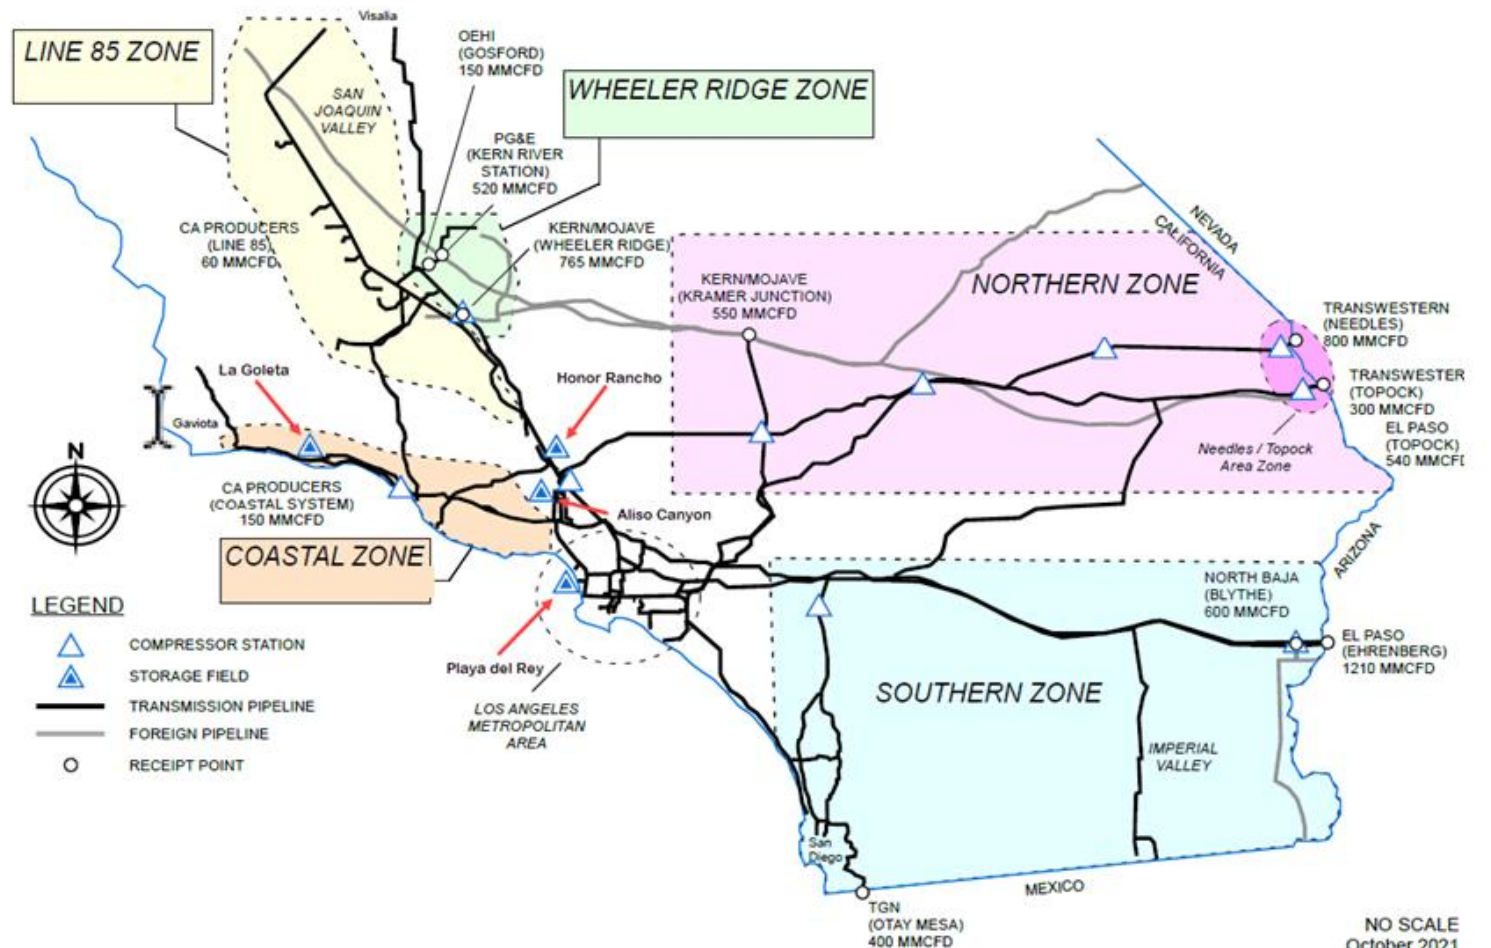 Visalia
LINE 85 ZONE
OEHI
(GOSFORD)
150 MMCFD
WHEELER RIDGE ZONE
SAN
JOAQUIN
VALLEY
PG&E
(KERN RIVER
STATION)
520 MMCFD
CA PRODUCERS
(LINE 85)
60 MMCFD
KERN/MOJAVE
(WHEELER RIDGE)
765 MMCFD
NEVADA
CALIFORNIA
KERN/MOJAVE
(KRAMER JUNCTION)
550 MMCFD
NORTHERN ZONE
TRANSWESTERN
(NEEDLES)
800 MMCFD
La Goleta
Honor Rancho
TRANSWESTER
(TOPOCK)
300 MMCFD
EL PASO
(TOPOCK)
540 MMCFI
Gaviota
Needles / Topock
Area Zone
N
CA PRODUCERS
(COASTAL SYSTEM)
150 MMCFD
Aliso Canyon
COASTAL ZONE
ARIZONA
NORTH BAJA
(BLYTHE)
600 MMCFD
LEGEND
COMPRESSOR STATION
STORAGE FIELD
TRANSMISSION PIPELINE
FOREIGN PIPELINE
RECEIPT POINT
Playa del Rey
EL PASO
(EHRENBERG)
1210 MMCFD
LOS ANGELES
METROPOLITAN
AREA
SOUTHERN ZONE
IMPERIAL
VALLEY
San
Diego
MEXICO
TGN
(OTAY MESA)
400 MMCFD
NO SCALE
October 2021